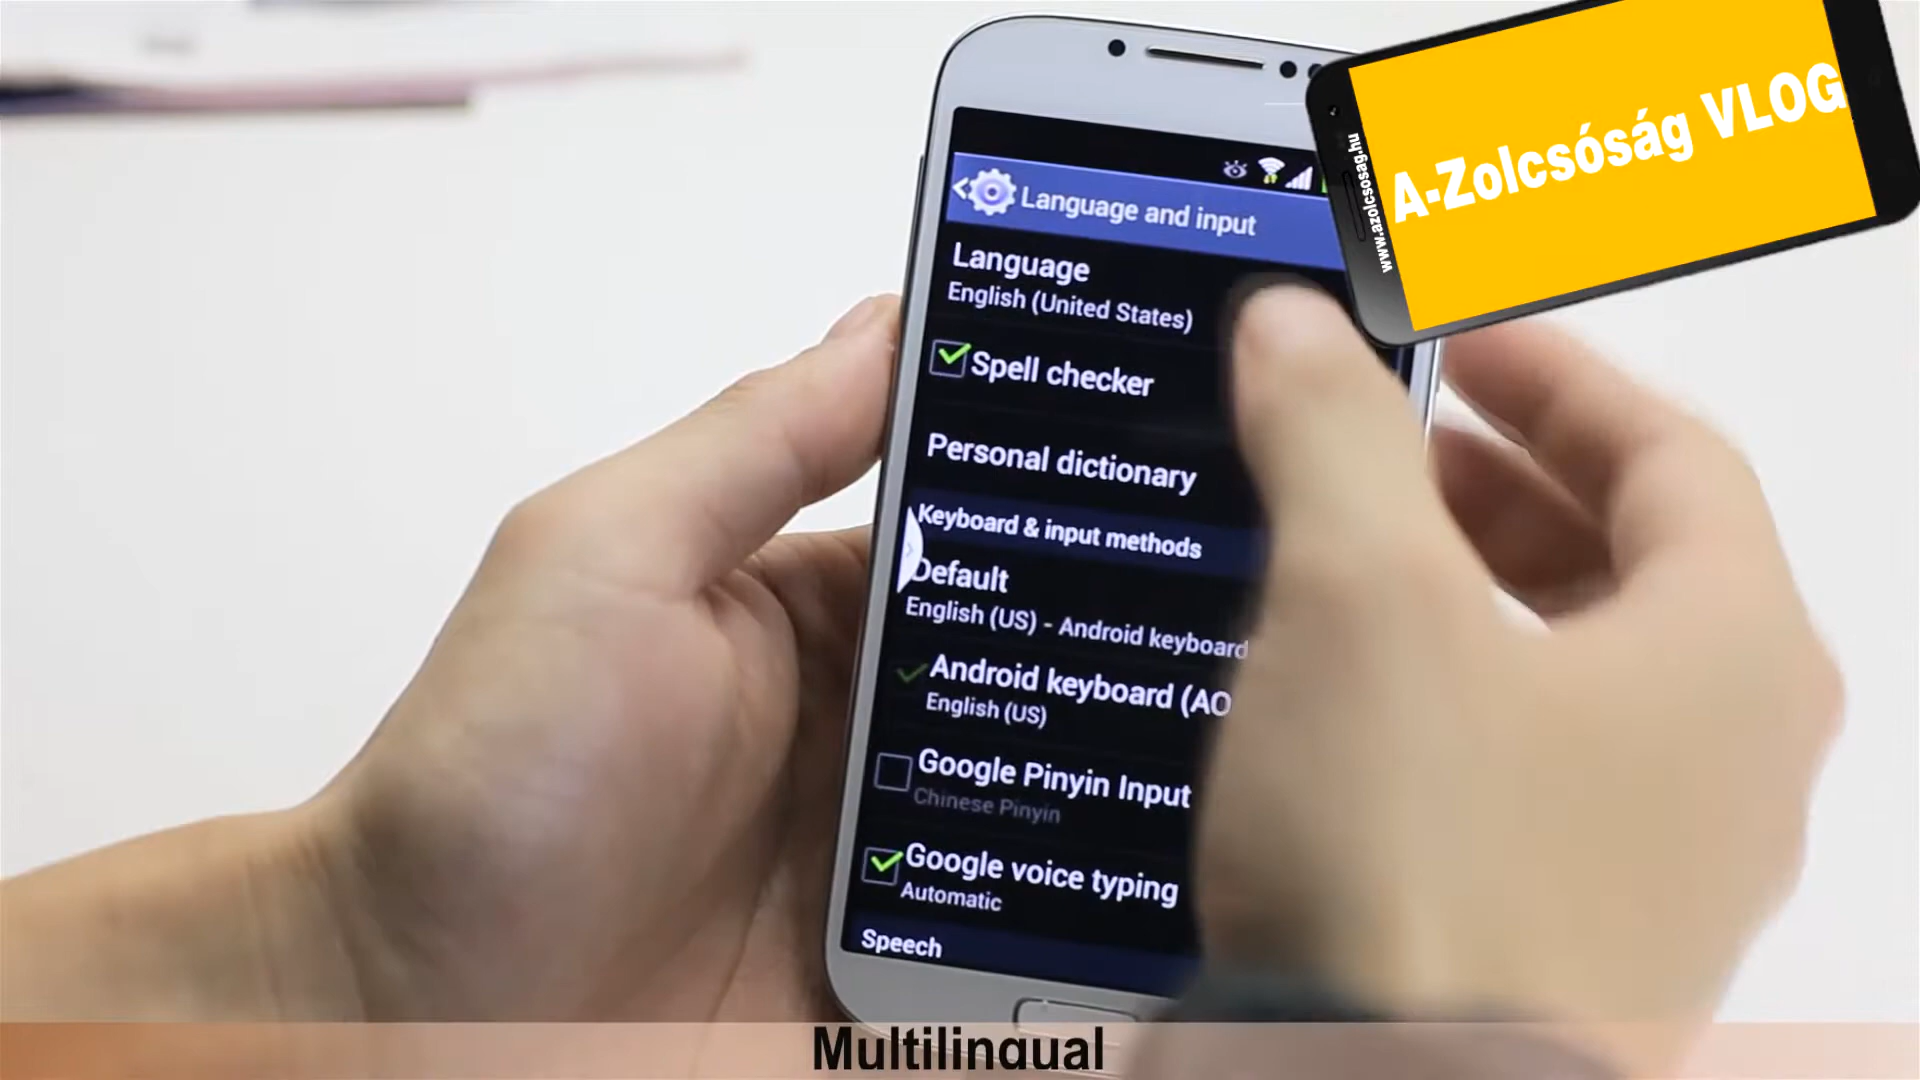 A-Zolcsóság VLOG
www.azolcsosag.hu
Language and input
Language
English (United States)
Spell checker
Personal dictionary
Keyboard & input methods
Default
English (US) - Android keyboard
Android keyboard (AO
English (US)
Google Pinyin Input
Chinese Pinyin
Google voice typing
Automatic
Speech
Multilingual